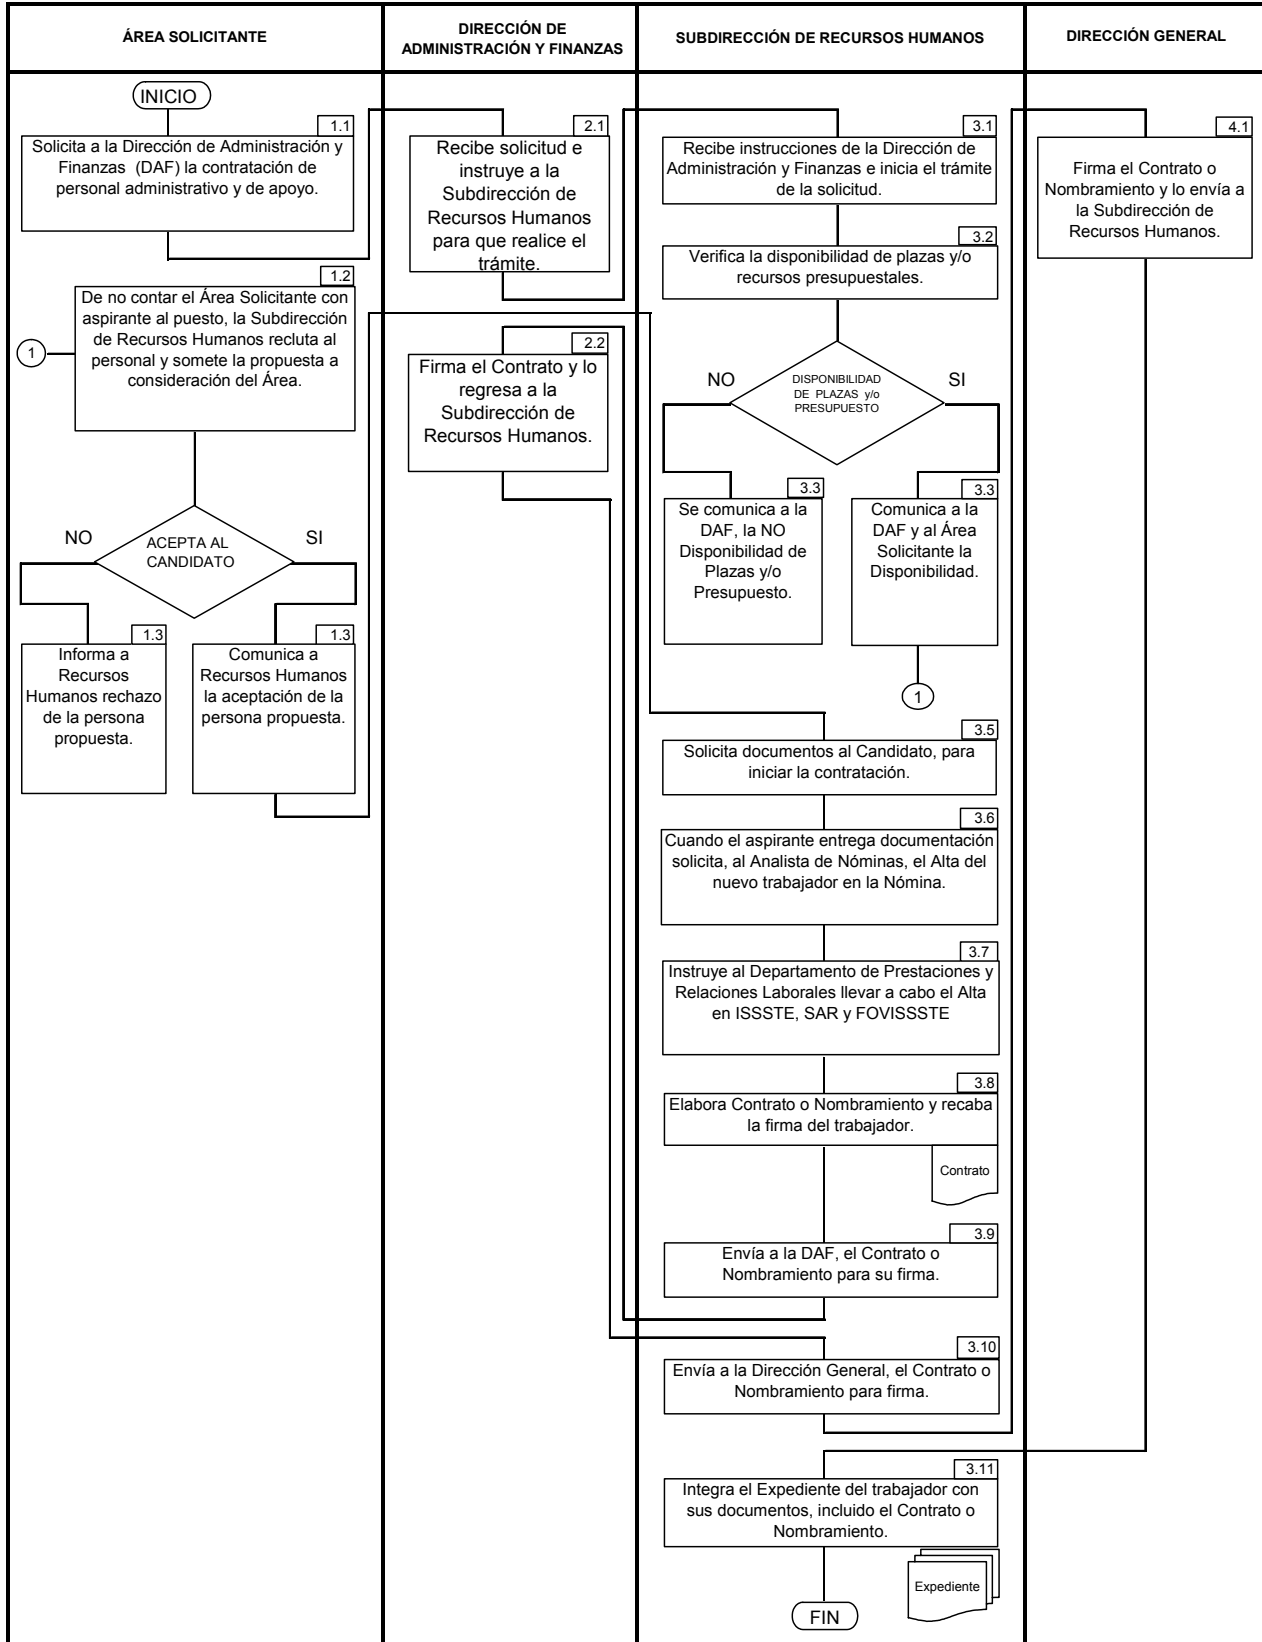 ÁREA SOLICITANTE
DIRECCIÓN DE
ADMINISTRACIÓN Y FINANZAS
SUBDIRECCIÓN DE RECURSOS HUMANOS
DIRECCIÓN GENERAL
INICIO
1.1
Solicita a la Dirección de Administración y
Finanzas (DAF) la contratación de
personal administrativo y de apoyo.
1.2
De no contar el Área Solicitante con
aspirante al puesto, la Subdirección
de Recursos Humanos recluta al
personal y somete la propuesta a
consideración del Área.
1
NO
ACEPTA AL
CANDIDATO
SI
1.3
Informa a
Recursos
Humanos rechazo
de la persona
propuesta.
1.3
Comunica a
Recursos Humanos
la aceptación de la
persona propuesta.
2.1
Recibe solicitud e
instruye a la
Subdirección de
Recursos Humanos
para que realice el
trámite.
2.2
Firma el Contrato y lo
regresa a la
Subdirección de
Recursos Humanos.
3.1
Recibe instrucciones de la Dirección de
Administración y Finanzas e inicia el trámite
de la solicitud.
3.2
Verifica la disponibilidad de plazas y/o
recursos presupuestales.
NO
DISPONIBILIDAD
DE PLAZAS y/o
PRESUPUESTO
SI
3.3
Se comunica a la
DAF, la NO
Disponibilidad de
Plazas y/o
Presupuesto.
3.3
Comunica a la
DAF y al Área
Solicitante la
Disponibilidad.
1
3.5
Solicita documentos al Candidato, para
iniciar la contratación.
3.6
Cuando el aspirante entrega documentación
solicita, al Analista de Nóminas, el Alta del
nuevo trabajador en la Nómina.
3.7
Instruye al Departamento de Prestaciones y
Relaciones Laborales llevar a cabo el Alta
en ISSSTE, SAR y FOVISSSTE
3.8
Elabora Contrato o Nombramiento y recaba
la firma del trabajador.
Contrato
3.9
Envía a la DAF, el Contrato o
Nombramiento para su firma.
3.10
Envía a la Dirección General, el Contrato o
Nombramiento para firma.
3.11
Integra el Expediente del trabajador con
sus documentos, incluido el Contrato o
Nombramiento.
Expediente
FIN
4.1
Firma el Contrato o
Nombramiento y lo envía a
la Subdirección de
Recursos Humanos.